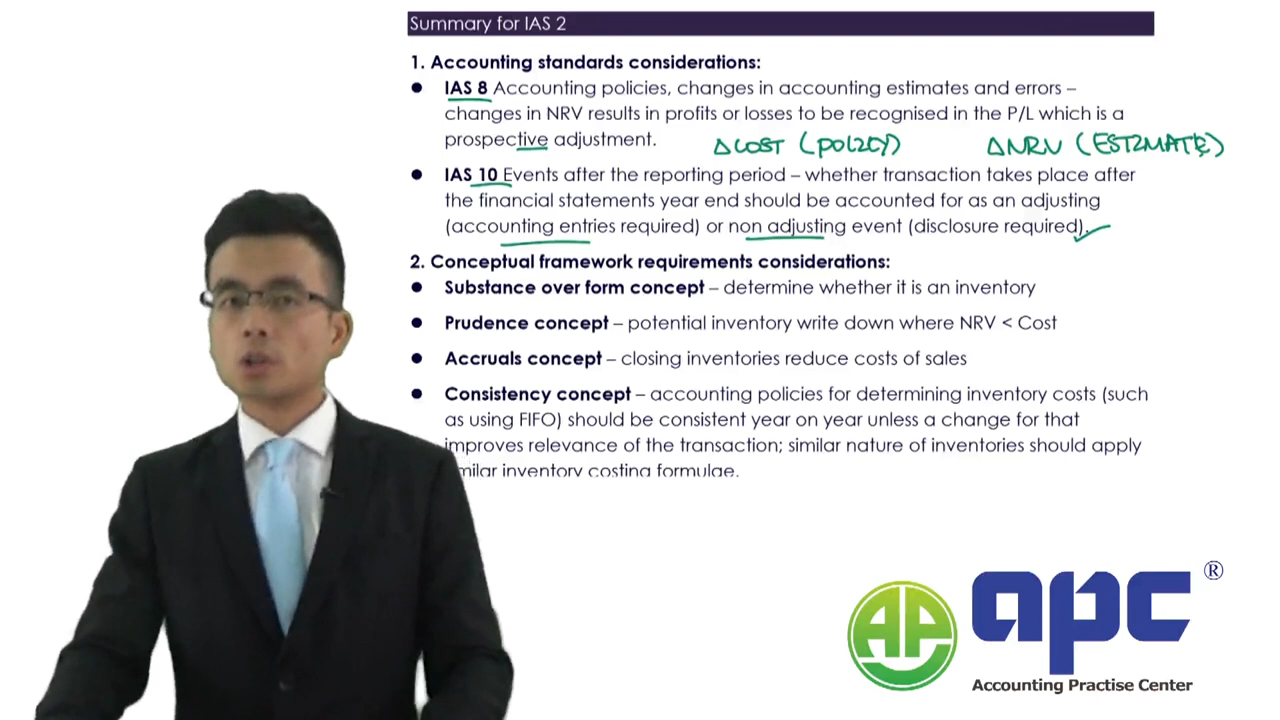 Summary for IAS 2
1. Accounting standards considerations:
● IAS 8 Accounting policies, changes in accounting estimates and errors –
changes in NRV results in profits or losses to be recognised in the P/L which is a
prospective adjustment.
ΔCOST (POLICY) ΔNRV (ESTIMATE)
● IAS 10 Events after the reporting period – whether transaction takes place after
the financial statements year end should be accounted for as an adjusting
(accounting entries required) or non adjusting event (disclosure required).
2. Conceptual framework requirements considerations:
● Substance over form concept – determine whether it is an inventory
● Prudence concept – potential inventory write down where NRV < Cost
● Accruals concept – closing inventories reduce costs of sales
● Consistency concept – accounting policies for determining inventory costs (such
as using FIFO) should be consistent year on year unless a change for that
improves relevance of the transaction; similar nature of inventories should apply
milar inventory costing formulae.
AP
apc ®
Accounting Practise Center